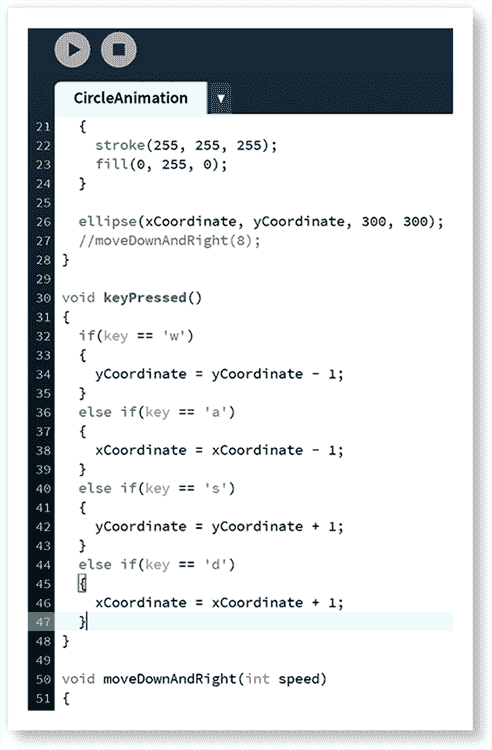 CircleAnimation
21   {
22     stroke(255, 255, 255);
23     fill(0, 255, 0);
24   }
25
26   ellipse(xCoordinate, yCoordinate, 300, 300);
27   //moveDownAndRight(8);
28 }
29
30 void keyPressed()
31 {
32   if(key == 'w')
33   {
34     yCoordinate = yCoordinate - 1;
35   }
36   else if(key == 'a')
37   {
38     xCoordinate = xCoordinate - 1;
39   }
40   else if(key == 's')
41   {
42     yCoordinate = yCoordinate + 1;
43   }
44   else if(key == 'd')
45   {
46     xCoordinate = xCoordinate + 1;
47   }
48 }
49
50 void moveDownAndRight(int speed)
51 {